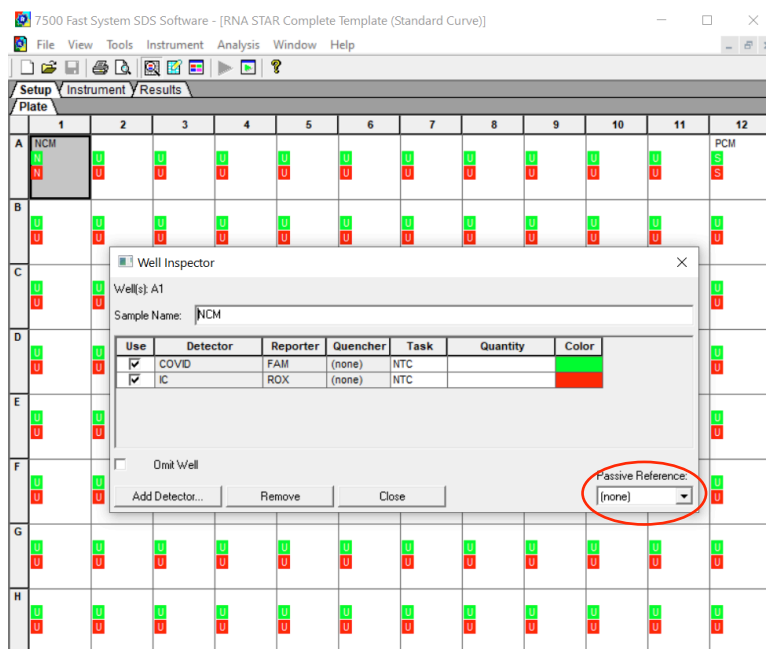 7500 Fast System SDS Software - [RNA STAR Complete Template (Standard Curve)]
File View Tools Instrument Analysis Window Help
Setup Instrument Results
Plate
1 2 3 4 5 6 7 8 9 10 11 12
A NCM PCM
N U U U U U U U U U U S
N U U U U U U U U U U S
B
U U U U U U U U U U U U
U U U U U U U U U U U U
Well Inspector
C
Well(s): A1
U U U
U U U
Sample Name: NCM
D
Use Detector Reporter Quencher Task Quantity Color
COVID FAM (none) NTC
IC ROX (none) NTC
U U U
U U U
E
U U U
U U U
F
Omit Well
Passive Reference:
(none)
Add Detector... Remove Close
U U U
U U U
G
U U U U U U U U U U U U
U U U U U U U U U U U U
H
U U U U U U U U U U U U
U U U U U U U U U U U U